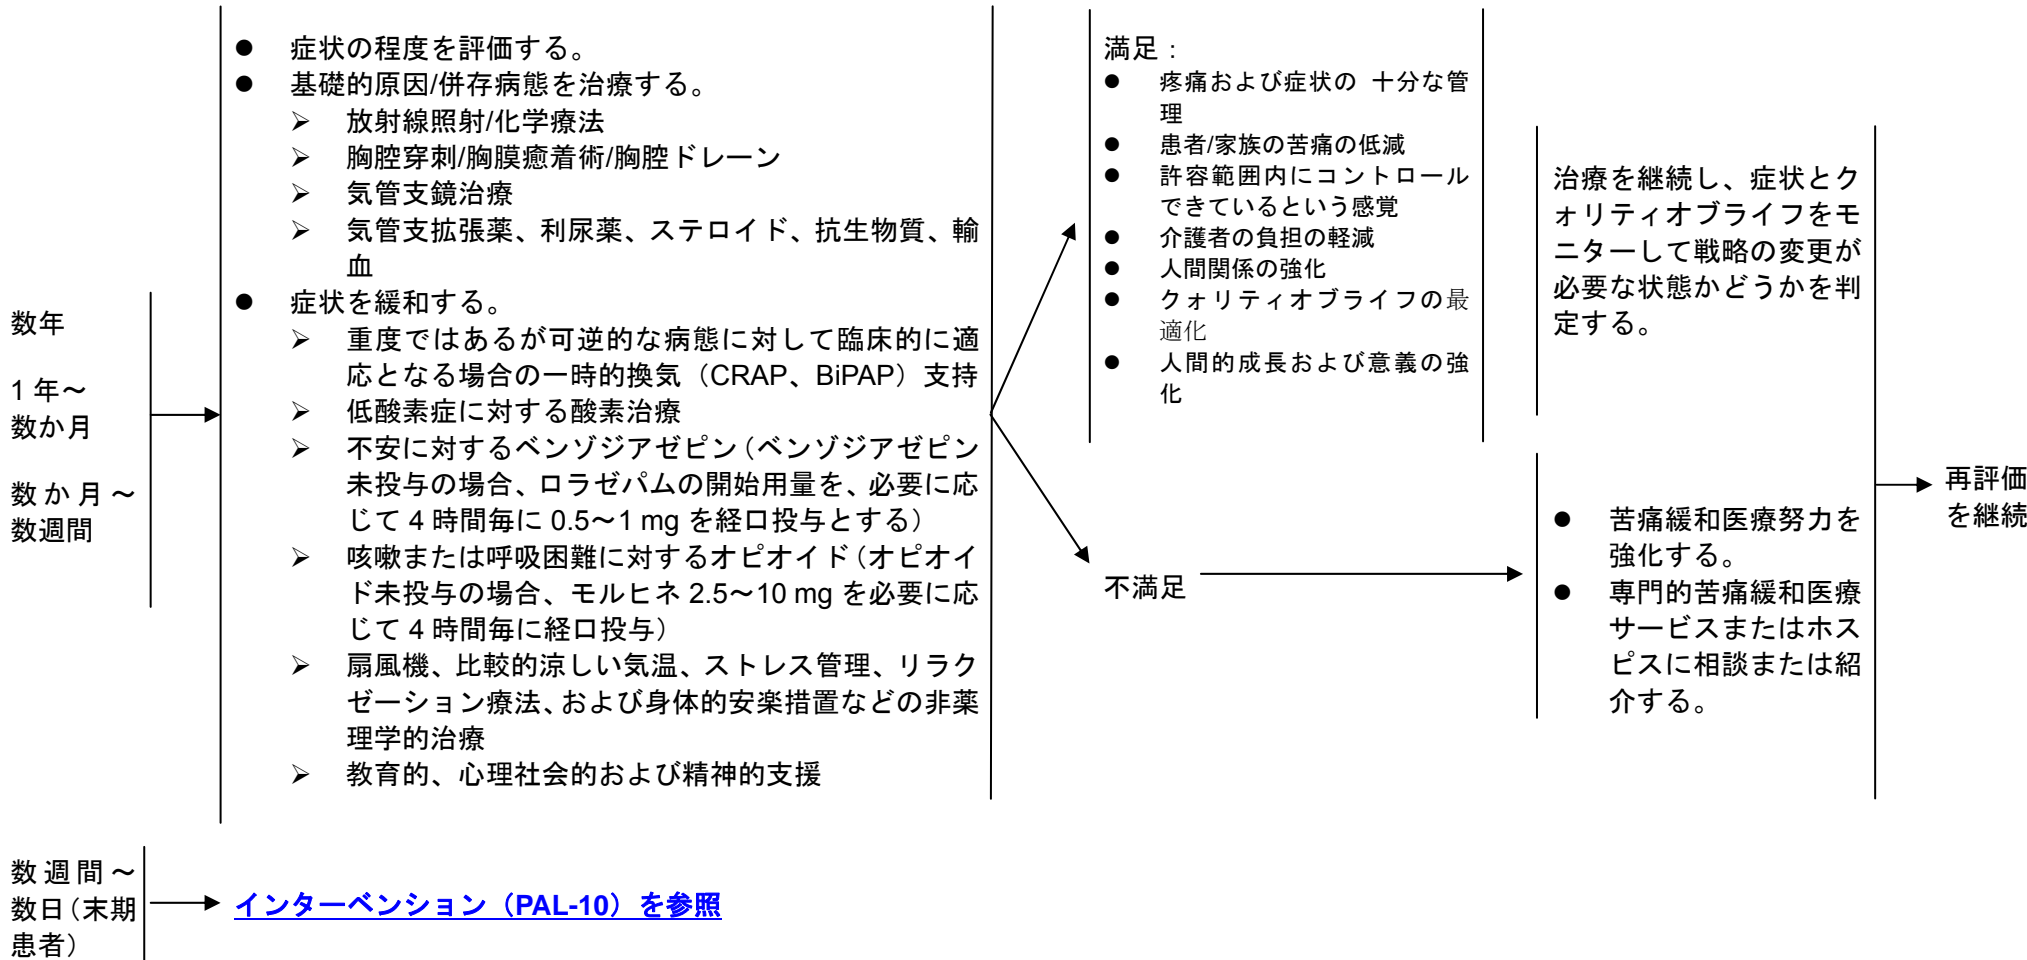 数年
1 年～
数か月
数か月～
数週間
● 症状の程度を評価する。
● 基礎的原因/併存病態を治療する。
➢ 放射線照射/化学療法
➢ 胸腔穿刺/胸膜癒着術/胸腔ドレーン
➢ 気管支鏡治療
➢ 気管支拡張薬、利尿薬、ステロイド、抗生物質、輸
血
● 症状を緩和する。
➢ 重度ではあるが可逆的な病態に対して臨床的に適
応となる場合の一時的換気（CRAP、BiPAP）支持
➢ 低酸素症に対する酸素治療
➢ 不安に対するベンゾジアゼピン（ベンゾジアゼピン
未投与の場合、ロラゼパムの開始用量を、必要に応
じて 4 時間毎に 0.5～1 mg を経口投与とする）
➢ 咳嗽または呼吸困難に対するオピオイド（オピオイ
ド未投与の場合、モルヒネ 2.5～10 mg を必要に応
じて 4 時間毎に経口投与）
➢ 扇風機、比較的涼しい気温、ストレス管理、リラク
ゼーション療法、および身体的安楽措置などの非薬
理学的治療
➢ 教育的、心理社会的および精神的支援
満足：
● 疼痛および症状の 十分な管
理
● 患者/家族の苦痛の低減
● 許容範囲内にコントロール
できているという感覚
● 介護者の負担の軽減
● 人間関係の強化
● クォリティオブライフの最
適化
● 人間的成長および意義の強
化
不満足
治療を継続し、症状とク
ォリティオブライフをモ
ニターして戦略の変更が
必要な状態かどうかを判
定する。
● 苦痛緩和医療努力を
強化する。
● 専門的苦痛緩和医療
サービスまたはホス
ピスに相談または紹
介する。
再評価
を継続
数週間～
数日（末期
患者）
インターベンション（PAL-10）を参照